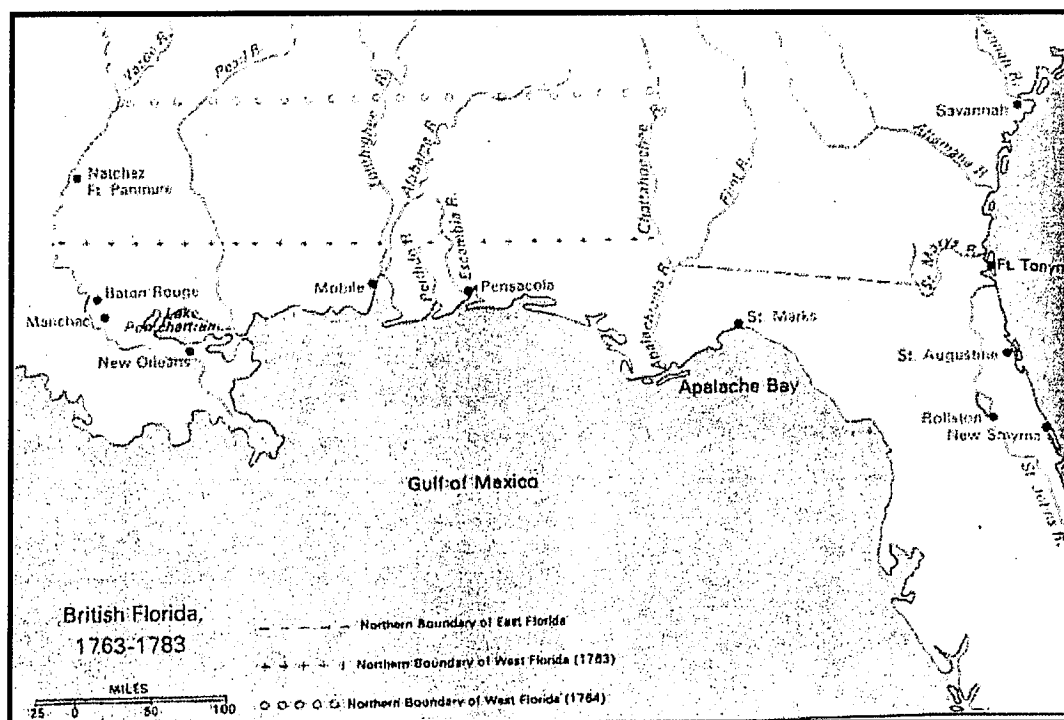 Yazoo R.
Pearl R.
Tombigbee R.
Alabama R.
Chattahoochee R.
Flint R.
Altamaha R.
Savannah R.
Savannah
Natchez
Ft. Panmure
Perdido R.
Escambia R.
Apalachicola R.
St. Marys R.
Ft. Tonyn
Baton Rouge
Manchac
Lake
Pontchartrain
New Orleans
Mobile
Pensacola
St. Marks
St. Augustine
Apalache Bay
Rollston
New Smyrna
St. Johns R.
Gulf of Mexico
British Florida,
1763-1783
Northern Boundary of East Florida
Northern Boundary of West Florida (1763)
Northern Boundary of West Florida (1764)
MILES
25 0 50 100